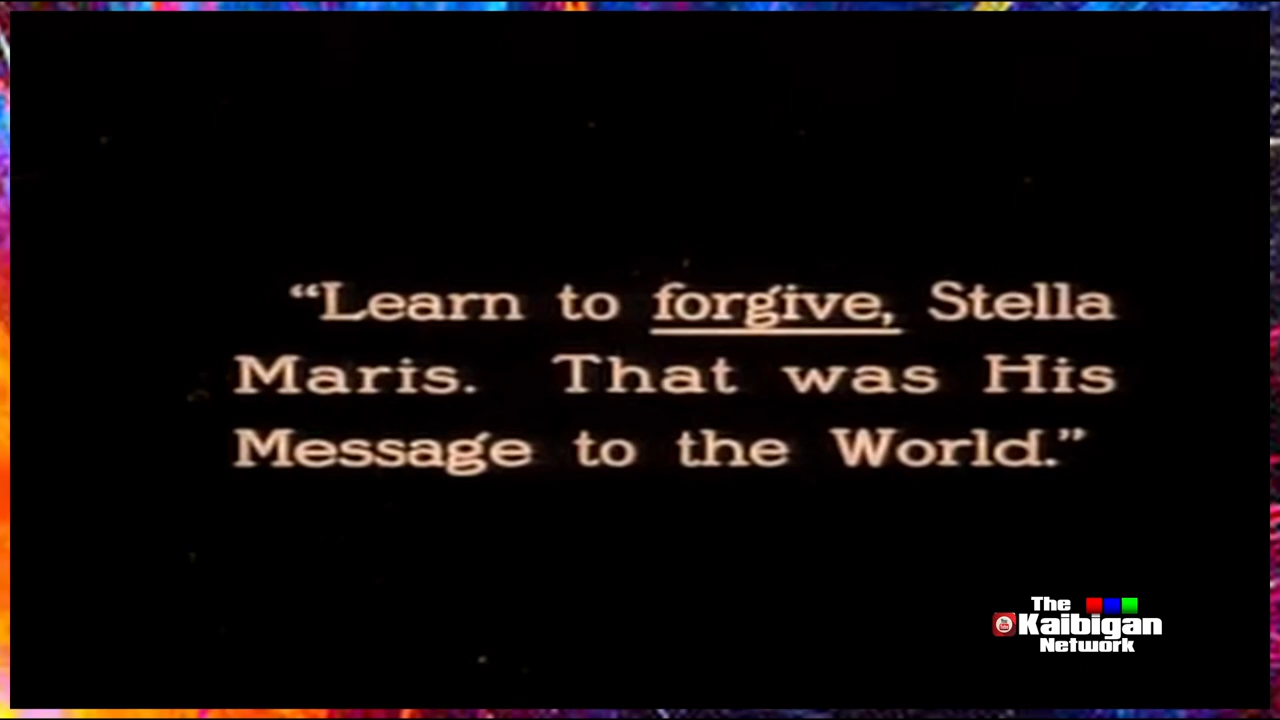 “Learn to forgive, Stella
Maris. That was His
Message to the World.”
The
Kaibigan
Network